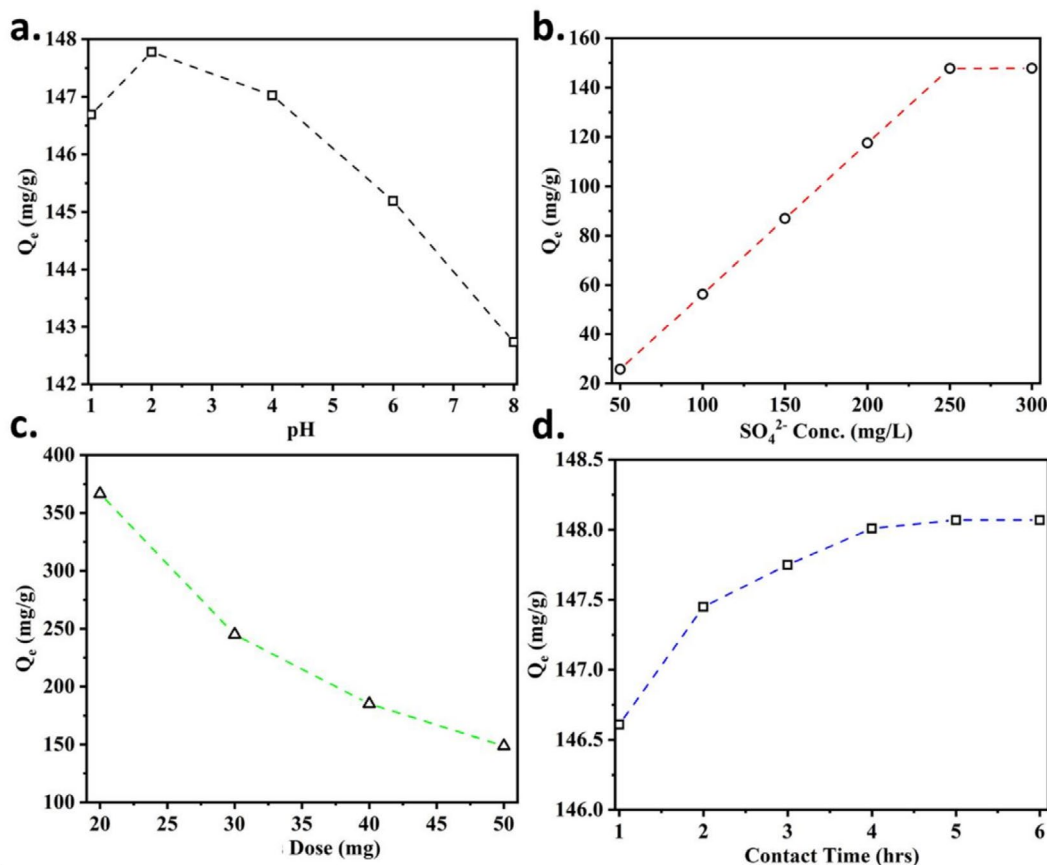 a.
148
147
146
145
144
143
142
Qe (mg/g)
1 2 3 4 5 6 7 8
pH
b.
160
140
120
100
80
60
40
20
Qe (mg/g)
50 100 150 200 250 300
SO₄²⁻ Conc. (mg/L)
c.
400
350
300
250
200
150
100
Qe (mg/g)
20 25 30 35 40 45 50
Dose (mg)
d.
148.5
148.0
147.5
147.0
146.5
146.0
Qe (mg/g)
1 2 3 4 5 6
Contact Time (hrs)